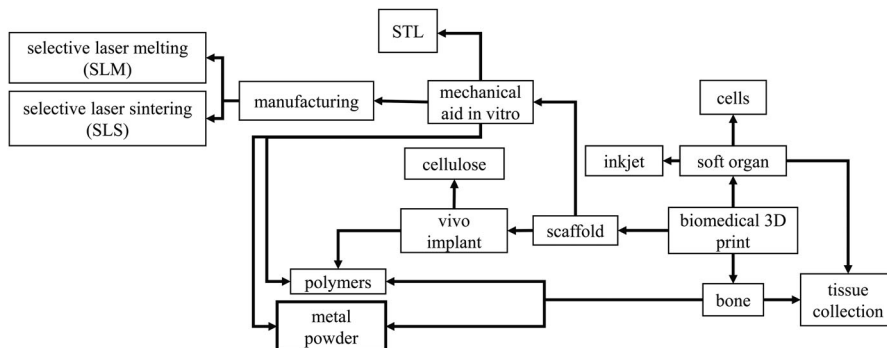 STL
selective laser melting
(SLM)
selective laser sintering
(SLS)
manufacturing
mechanical
aid in vitro
cells
cellulose
inkjet
soft organ
vivo
implant
scaffold
biomedical 3D
print
polymers
metal
powder
bone
tissue
collection